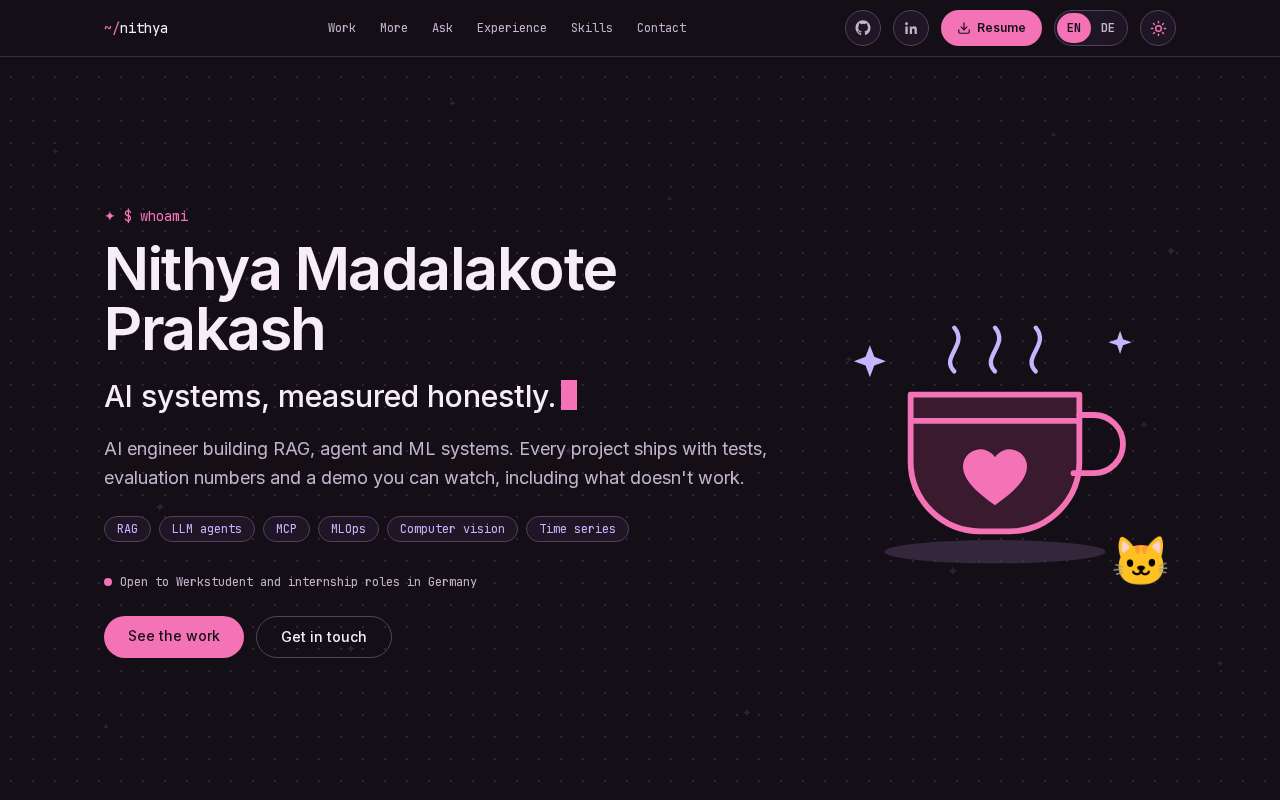 ~/nithya
Work More Ask Experience Skills Contact
Resume
EN DE
✦ $ whoami
Nithya Madalakote
Prakash
AI systems, measured honestly.
AI engineer building RAG, agent and ML systems. Every project ships with tests,
evaluation numbers and a demo you can watch, including what doesn't work.
RAG LLM agents MCP MLOps Computer vision Time series
Open to Werkstudent and internship roles in Germany
See the work Get in touch